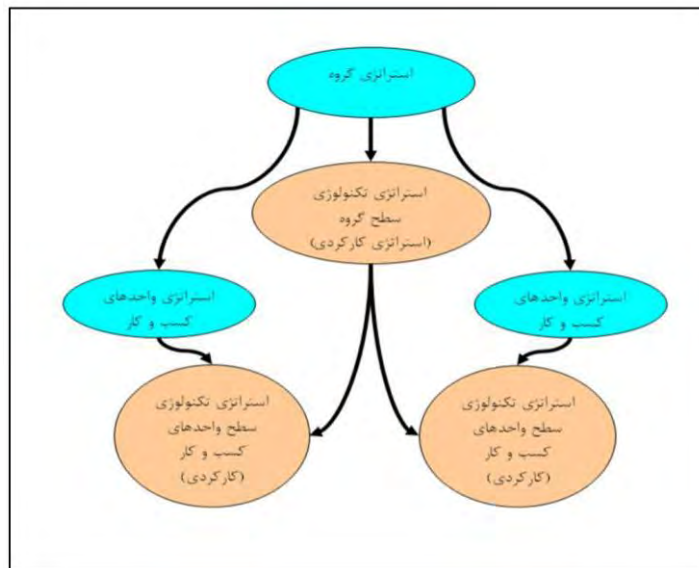 استراتژی گروه
استراتژی تکنولوژی
سطح گروه
(استراتژی کارکردی)
استراتژی واحدهای
کسب و کار
استراتژی واحدهای
کسب و کار
استراتژی تکنولوژی
سطح واحدهای
کسب و کار
(کارکردی)
استراتژی تکنولوژی
سطح واحدهای
کسب و کار
(کارکردی)